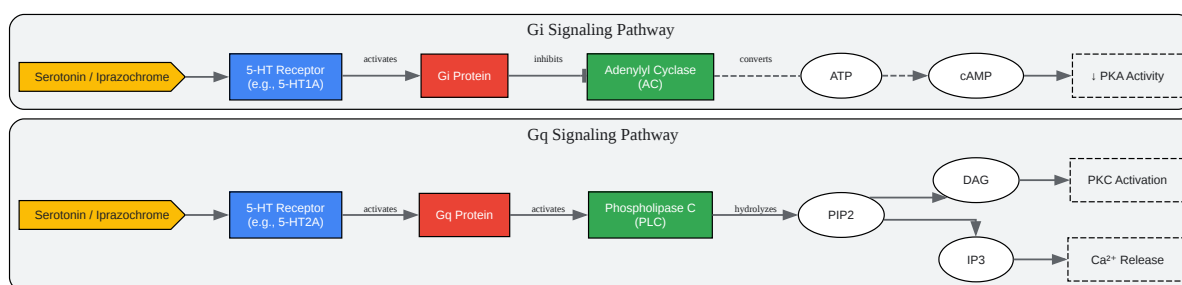 Gi Signaling Pathway
Serotonin / Iprazochrome
5-HT Receptor
(e.g., 5-HT1A)
activates
Gi Protein
inhibits
Adenylyl Cyclase
(AC)
converts
ATP
cAMP
↓ PKA Activity
Gq Signaling Pathway
Serotonin / Iprazochrome
5-HT Receptor
(e.g., 5-HT2A)
activates
Gq Protein
activates
Phospholipase C
(PLC)
hydrolyzes
PIP2
DAG
PKC Activation
IP3
Ca²⁺ Release